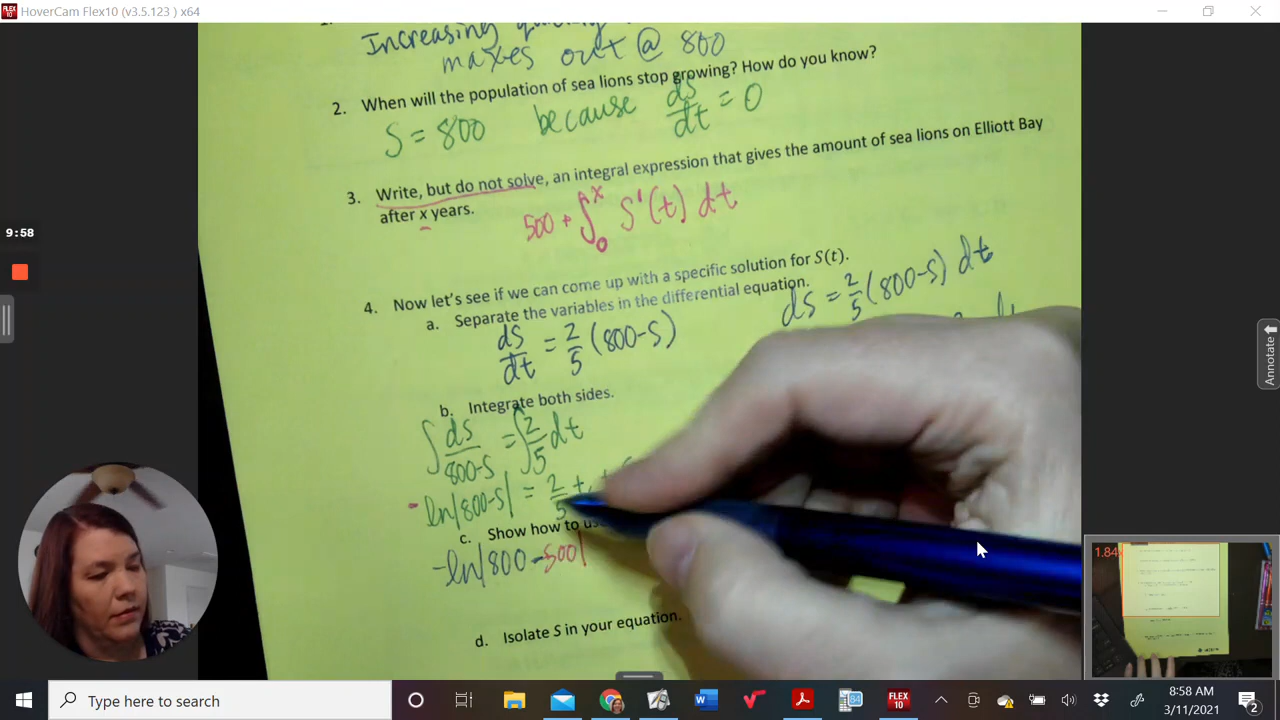 HoverCam Flex10 (v3.5.123 ) x64
Increasing
maxes out @ 800
2. When will the population of sea lions stop growing? How do you know?
S = 800 because dS/dt = 0
3. Write, but do not solve, an integral expression that gives the amount of sea lions on Elliott Bay
after x years.
500 + ∫₀ˣ S'(t) dt
4. Now let's see if we can come up with a specific solution for S(t).
a. Separate the variables in the differential equation.
dS/dt = 2/5 (800-S)
dS = 2/5 (800-S) dt
b. Integrate both sides.
∫ dS/800-S = ∫ 2/5 dt
-ln|800-S| = 2/5 t +
c. Show how to
-ln|800-500|
d. Isolate S in your equation.
9:58
Annotate
1.84
Type here to search
FLEX 10
8:58 AM
3/11/2021
2